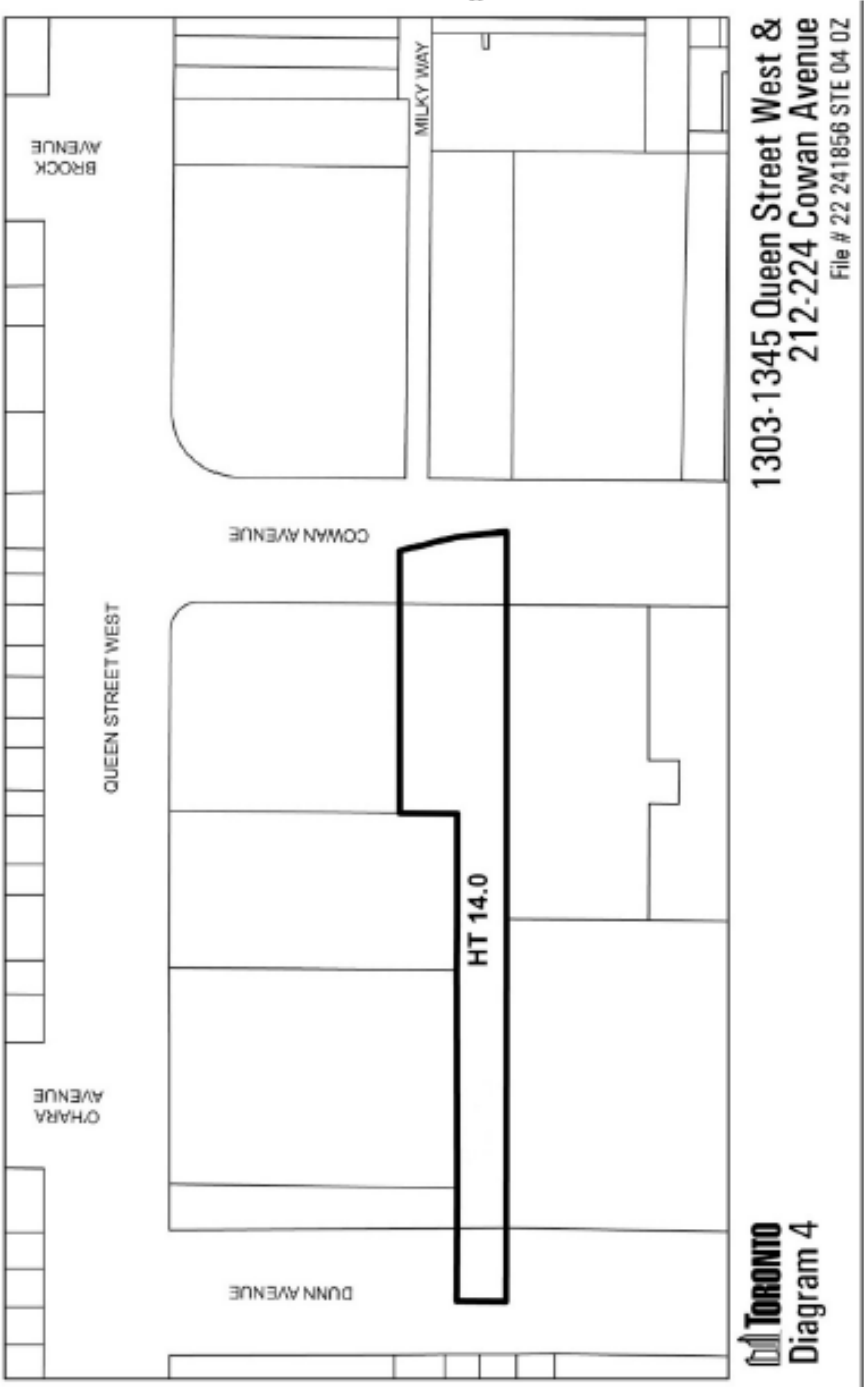 BROCK
AVENUE
MILKY WAY
COWAN AVENUE
QUEEN STREET WEST
HT 14.0
O'HARA
AVENUE
DUNN AVENUE
TORONTO
Diagram 4
1303-1345 Queen Street West &
212-224 Cowan Avenue
File # 22 241856 STE 04 OZ